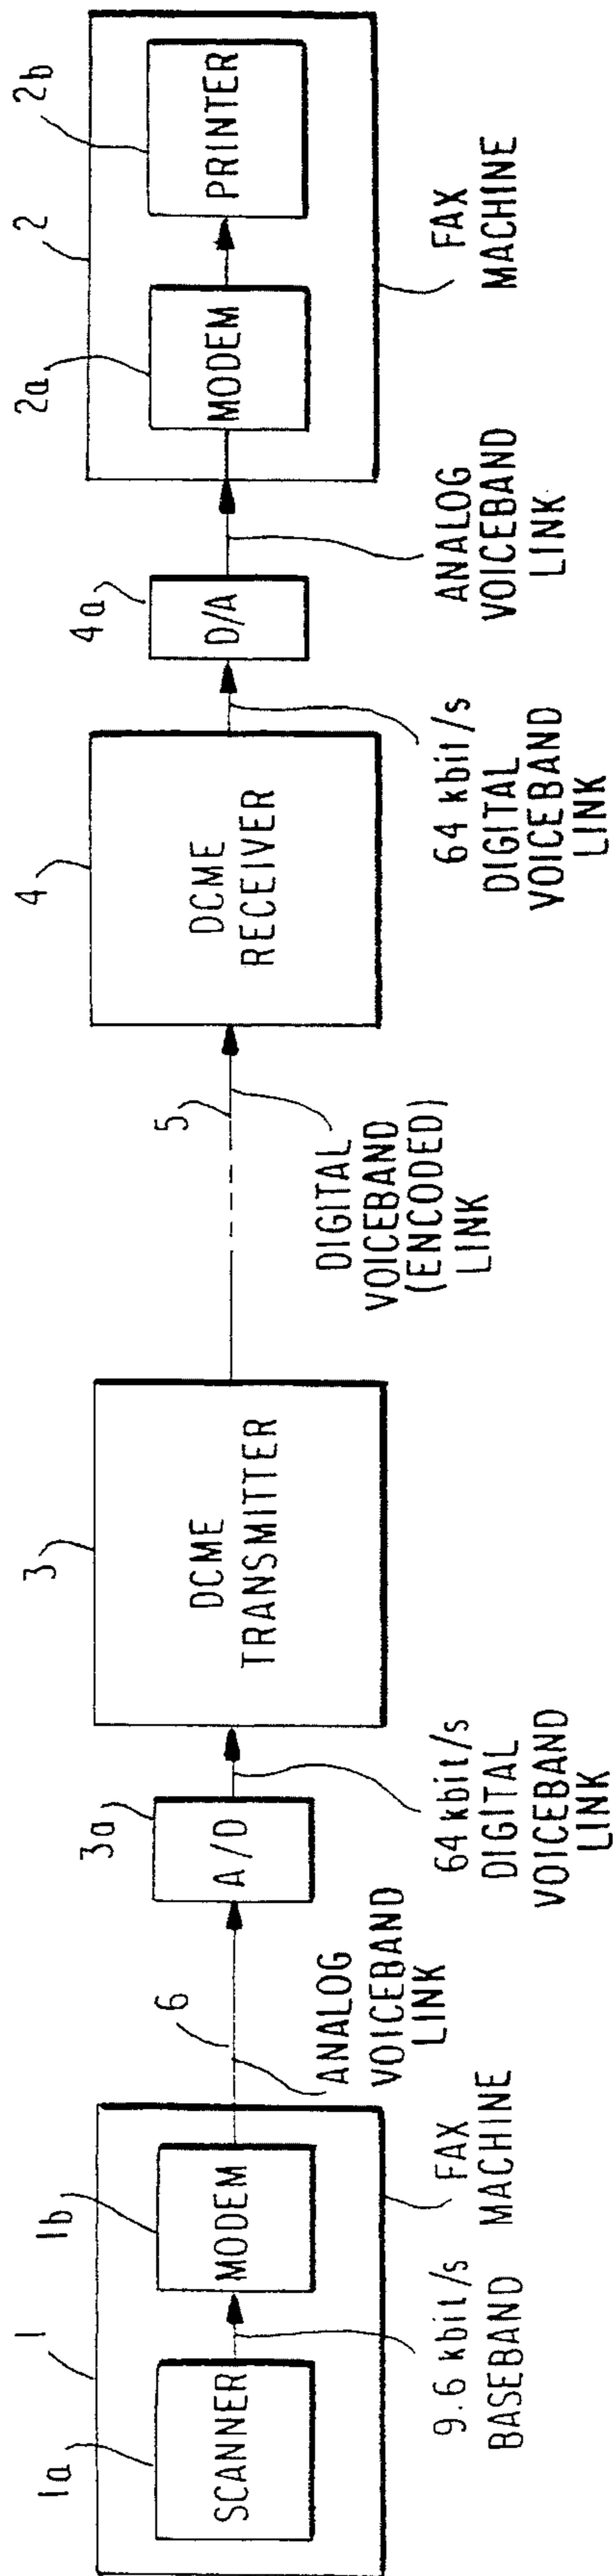 1
1a
SCANNER
1b
MODEM
9.6 kbit/s
BASEBAND
FAX
MACHINE
6
ANALOG
VOICEBAND
LINK
3a
A/D
64 kbit/s
DIGITAL
VOICEBAND
LINK
3
DCME
TRANSMITTER
5
DIGITAL
VOICEBAND
(ENCODED)
LINK
4
DCME
RECEIVER
64 kbit/s
DIGITAL
VOICEBAND
LINK
4a
D/A
ANALOG
VOICEBAND
LINK
2
2a
MODEM
2b
PRINTER
FAX
MACHINE